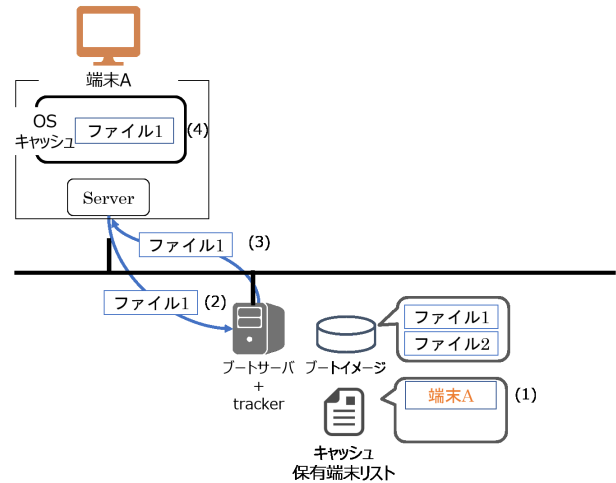 端末A
OS
キャッシュ
ファイル1
(4)
Server
ファイル1
(3)
ファイル1
(2)
ブートサーバ
+
tracker
ブートイメージ
ファイル1
ファイル2
端末A
(1)
キャッシュ
保有端末リスト